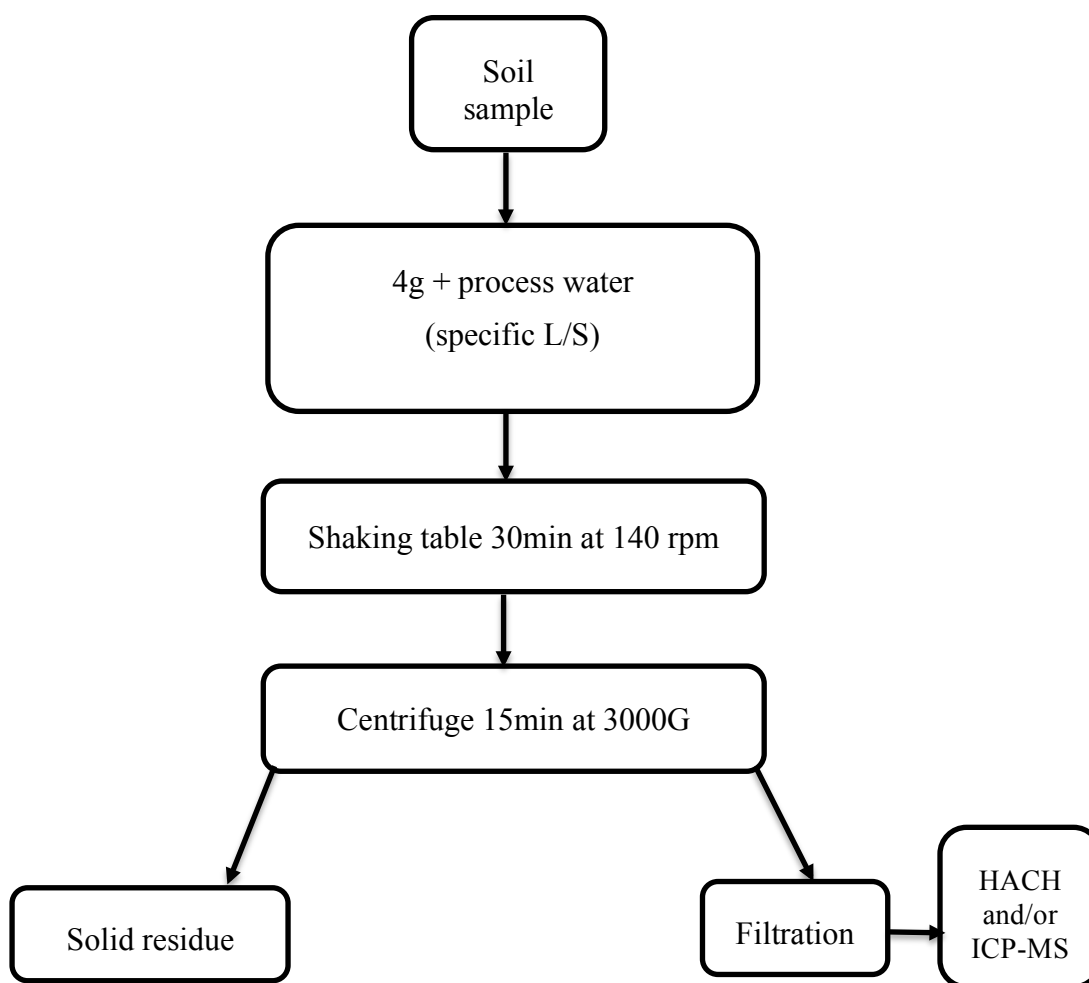 Soil
sample
4g + process water
(specific L/S)
Shaking table 30min at 140 rpm
Centrifuge 15min at 3000G
Solid residue
Filtration
HACH
and/or
ICP-MS